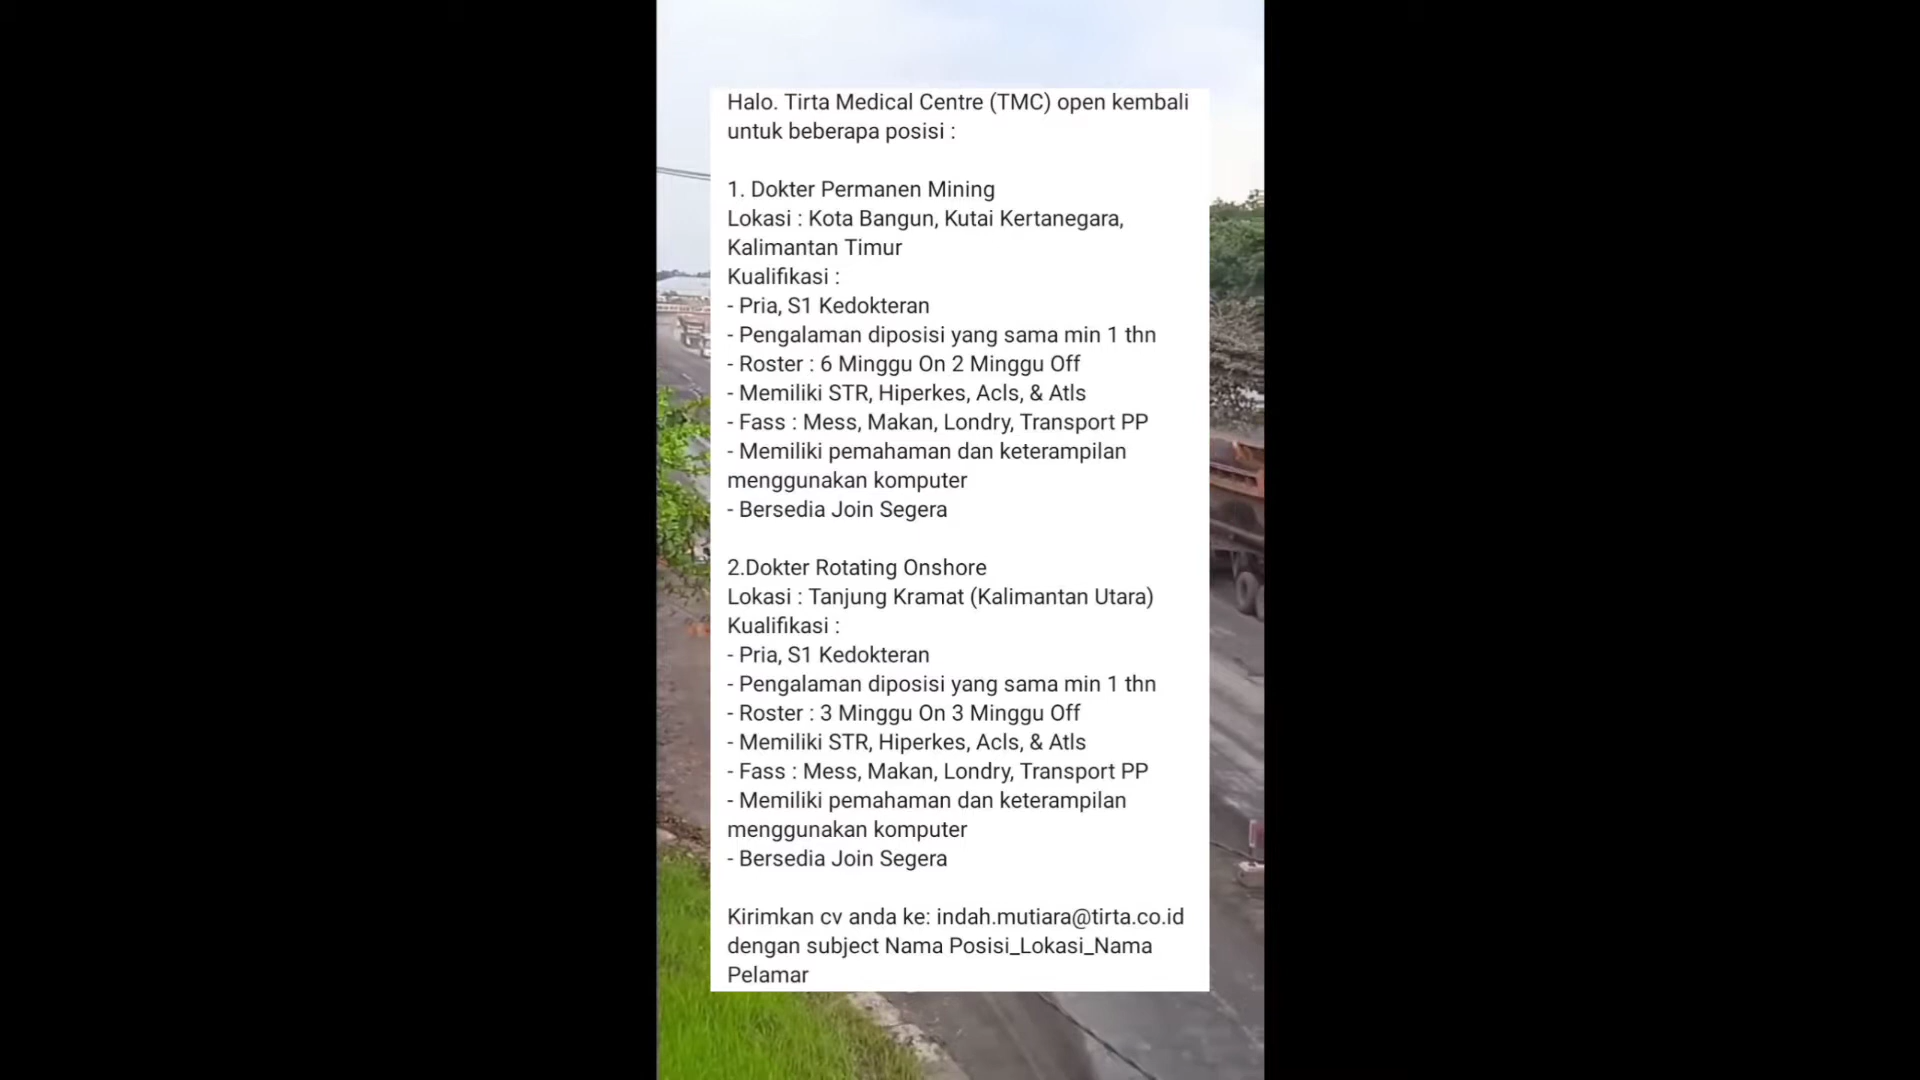 Halo. Tirta Medical Centre (TMC) open kembali
untuk beberapa posisi :
1. Dokter Permanen Mining
Lokasi : Kota Bangun, Kutai Kertanegara,
Kalimantan Timur
Kualifikasi :
- Pria, S1 Kedokteran
- Pengalaman diposisi yang sama min 1 thn
- Roster : 6 Minggu On 2 Minggu Off
- Memiliki STR, Hiperkes, Acls, & Atls
- Fass : Mess, Makan, Londry, Transport PP
- Memiliki pemahaman dan keterampilan
menggunakan komputer
- Bersedia Join Segera
2.Dokter Rotating Onshore
Lokasi : Tanjung Kramat (Kalimantan Utara)
Kualifikasi :
- Pria, S1 Kedokteran
- Pengalaman diposisi yang sama min 1 thn
- Roster : 3 Minggu On 3 Minggu Off
- Memiliki STR, Hiperkes, Acls, & Atls
- Fass : Mess, Makan, Londry, Transport PP
- Memiliki pemahaman dan keterampilan
menggunakan komputer
- Bersedia Join Segera
Kirimkan cv anda ke: indah.mutiara@tirta.co.id
dengan subject Nama Posisi_Lokasi_Nama
Pelamar